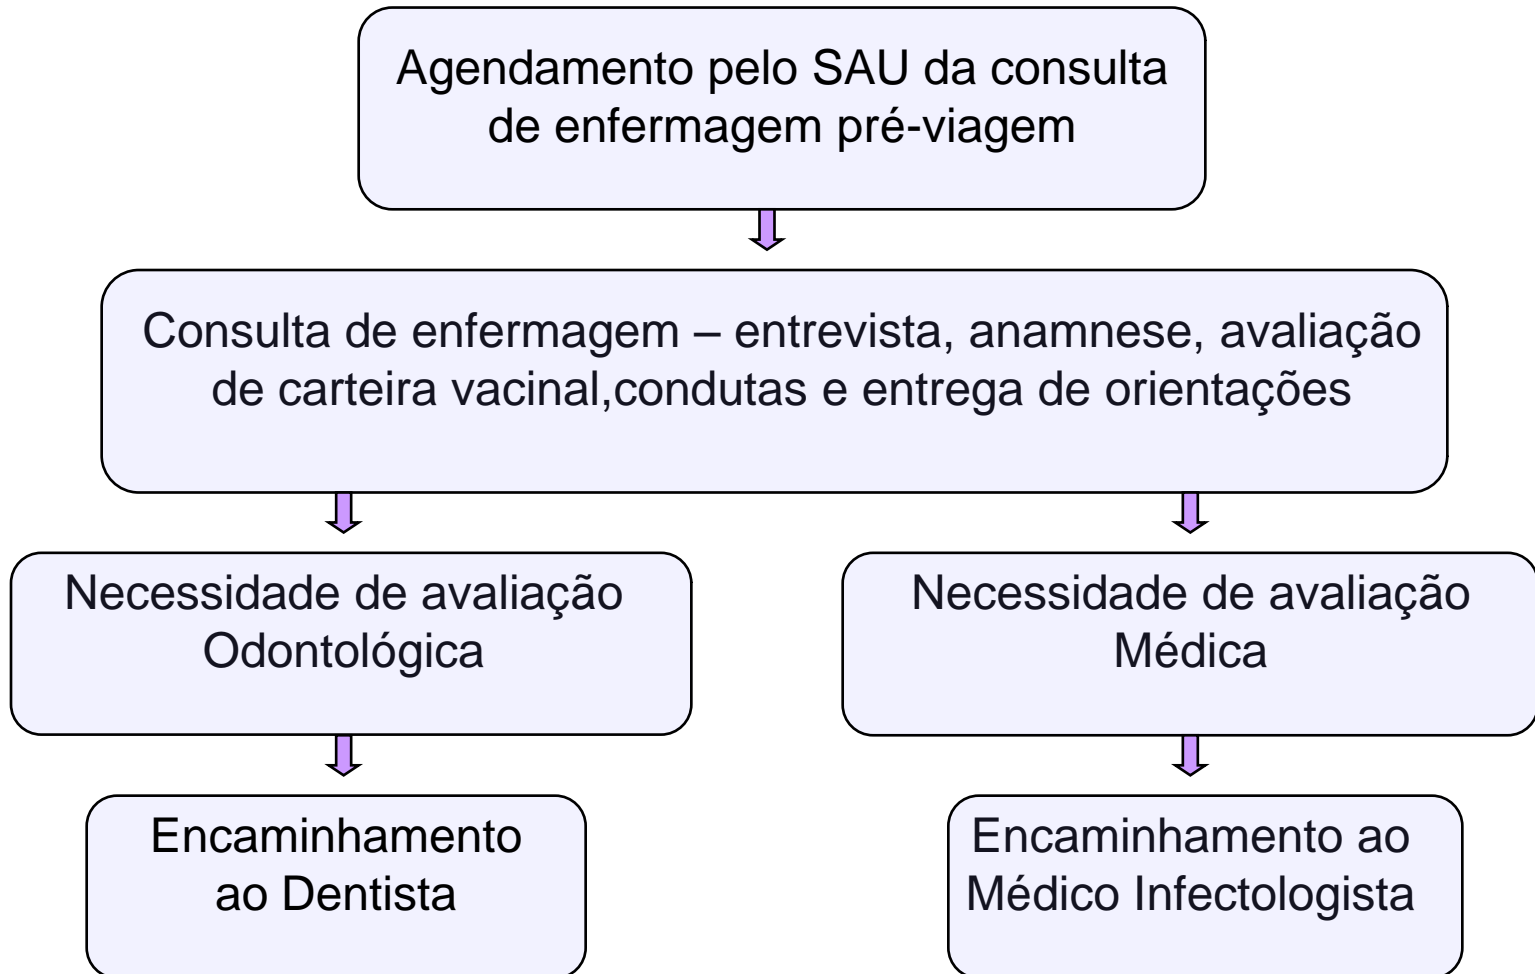 Agendamento pelo SAU da consulta
de enfermagem pré-viagem
Consulta de enfermagem – entrevista, anamnese, avaliação
de carteira vacinal,condutas e entrega de orientações
Necessidade de avaliação
Odontológica
Necessidade de avaliação
Médica
Encaminhamento
ao Dentista
Encaminhamento ao
Médico Infectologista